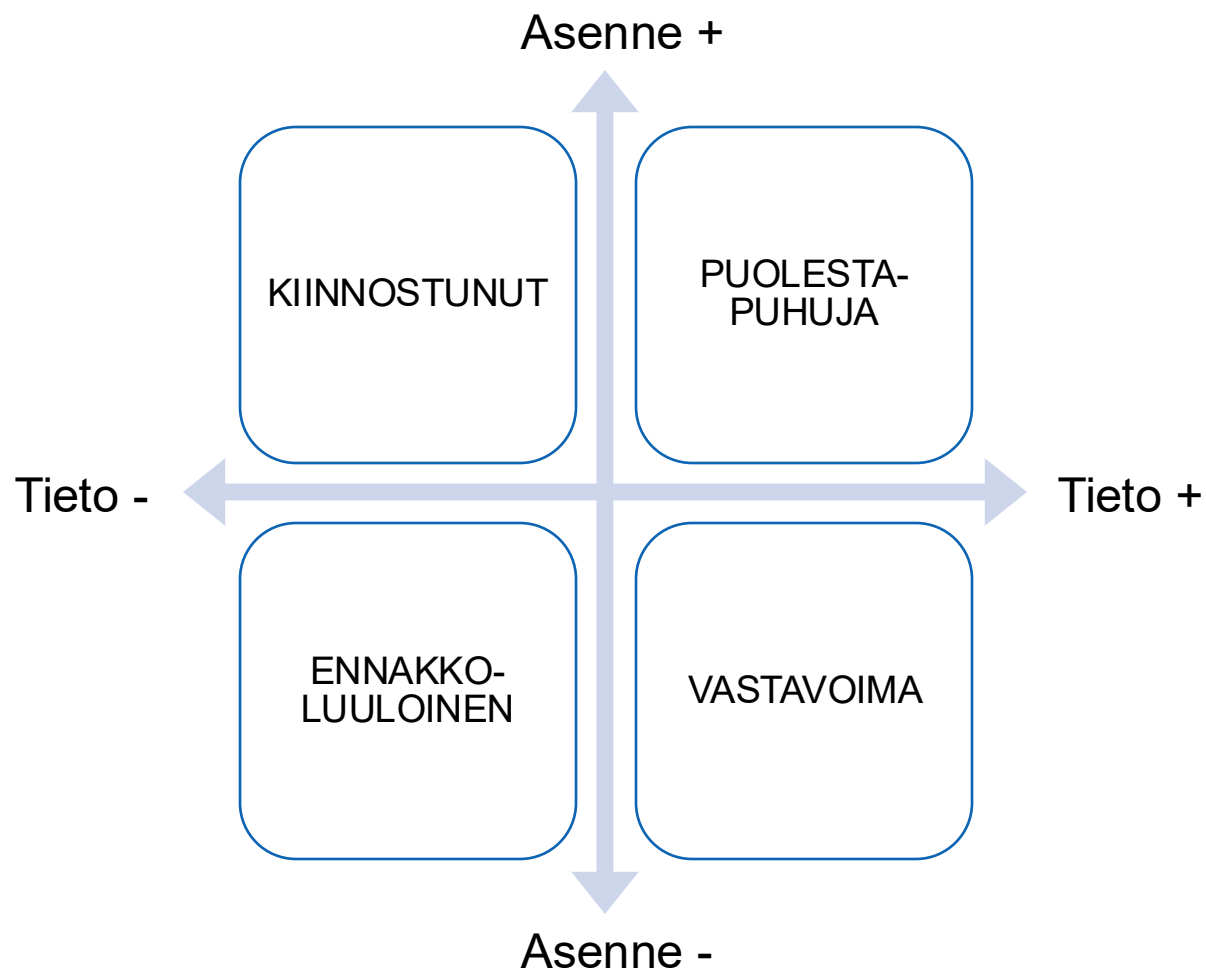 Asenne +
KIINNOSTUNUT
PUOLESTA-
PUHUJA
Tieto -
Tieto +
ENNAKKO-
LUULOINEN
VASTAVOIMA
Asenne -